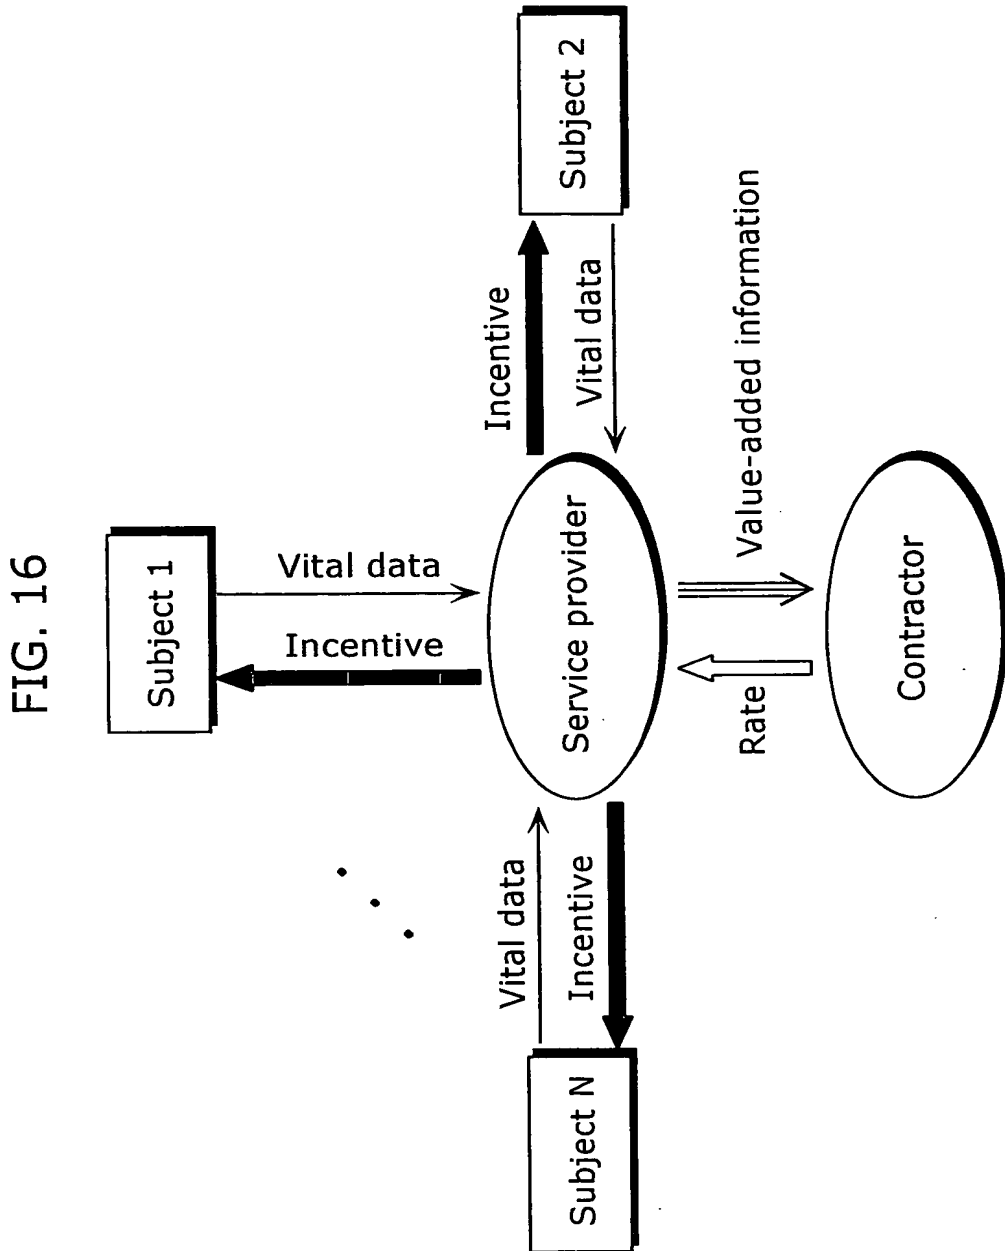 FIG. 16
Subject 1
Vital data
Incentive
Subject 2
Incentive
Vital data
Service provider
Vital data
Incentive
Subject N
Value-added information
Rate
Contractor